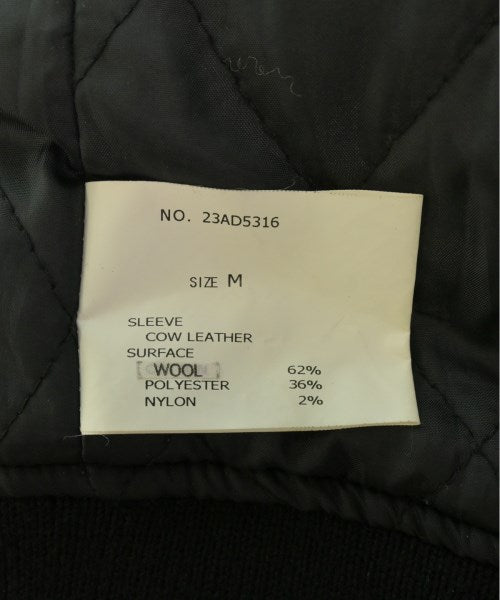 NO. 23AD5316
SIZE M
SLEEVE
COW LEATHER
SURFACE
WOOL 62%
POLYESTER 36%
NYLON 2%